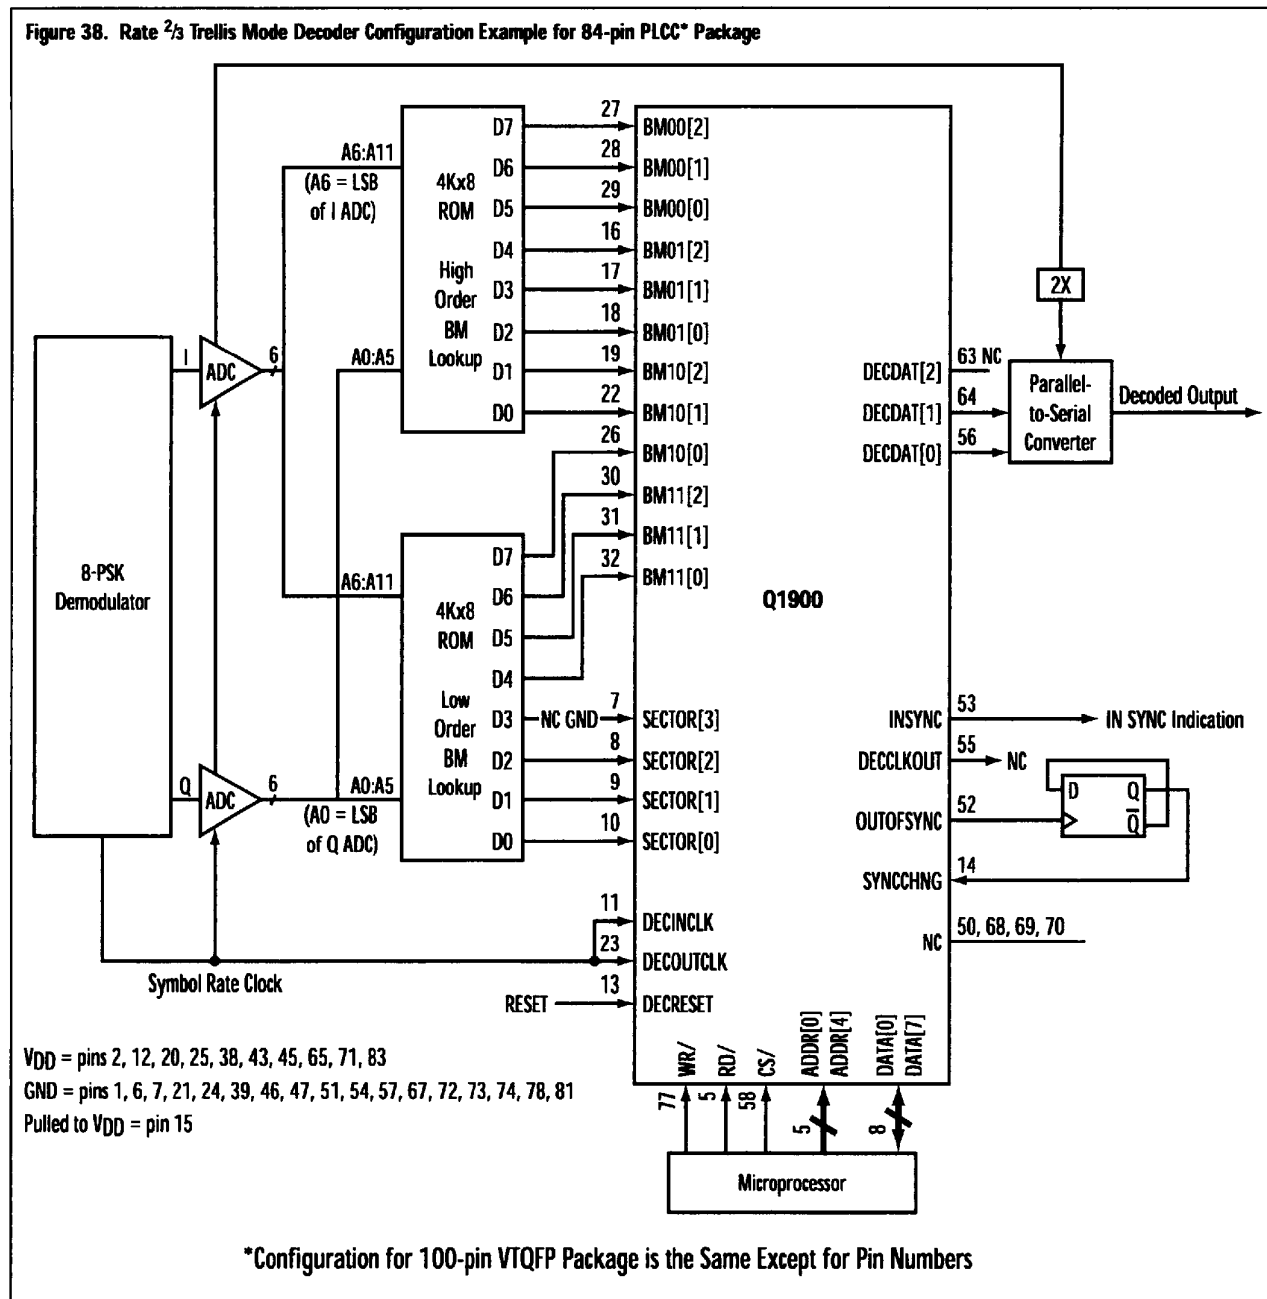 Figure 38. Rate 2/3 Trellis Mode Decoder Configuration Example for 84-pin PLCC* Package
8-PSK
Demodulator
I
ADC
6
Q
ADC
6
A6:A11
(A6 = LSB
of I ADC)
A0:A5
A6:A11
A0:A5
(A0 = LSB
of Q ADC)
4Kx8
ROM
High
Order
BM
Lookup
D7
D6
D5
D4
D3
D2
D1
D0
4Kx8
ROM
Low
Order
BM
Lookup
D7
D6
D5
D4
D3
D2
D1
D0
NC GND
27 BM00[2]
28 BM00[1]
29 BM00[0]
16 BM01[2]
17 BM01[1]
18 BM01[0]
19 BM10[2]
22 BM10[1]
26 BM10[0]
30 BM11[2]
31 BM11[1]
32 BM11[0]
7 SECTOR[3]
8 SECTOR[2]
9 SECTOR[1]
10 SECTOR[0]
11 DECINCLK
23 DECOUTCLK
13 DECRESET
RESET
Symbol Rate Clock
Q1900
2X
DECDAT[2] 63 NC
DECDAT[1] 64
DECDAT[0] 56
Parallel-
to-Serial
Converter
Decoded Output
INSYNC 53
IN SYNC Indication
DECCLKOUT 55 NC
OUTOFSYNC 52
D Q
Q
SYNCCHNG 14
NC 50, 68, 69, 70
WR/
RD/
CS/
ADDR[0]
ADDR[4]
DATA[0]
DATA[7]
77
5
58
5
8
Microprocessor
VDD = pins 2, 12, 20, 25, 38, 43, 45, 65, 71, 83
GND = pins 1, 6, 7, 21, 24, 39, 46, 47, 51, 54, 57, 67, 72, 73, 74, 78, 81
Pulled to VDD = pin 15
*Configuration for 100-pin VTQFP Package is the Same Except for Pin Numbers